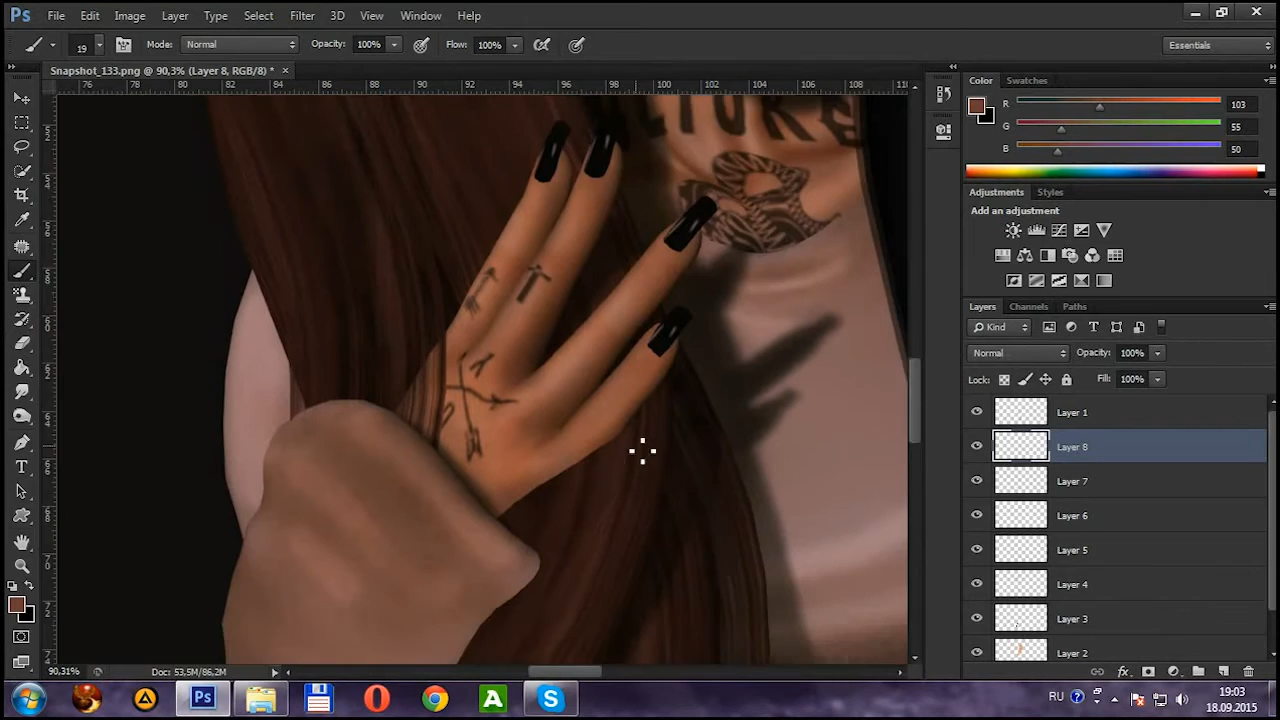 Ps File Edit Image Layer Type Select Filter 3D View Window Help
19 Mode: Normal Opacity: 100% Flow: 100% Essentials
Snapshot_133.png @ 90,3% (Layer 8, RGB/8) * ×
76 86 88 90 92 94 96 98 100 102 104 106 108 110
Color Swatches
R 103
G 55
B 50
Adjustments Styles
Add an adjustment
Layers Channels Paths
Kind
Normal Opacity: 100%
Lock: Fill: 100%
Layer 1
Layer 8
Layer 7
Layer 6
Layer 5
Layer 4
Layer 3
Layer 2
TURE
90,31% Doc: 53,5M/86,2M
Ps A S RU 19:03
18.09.2015